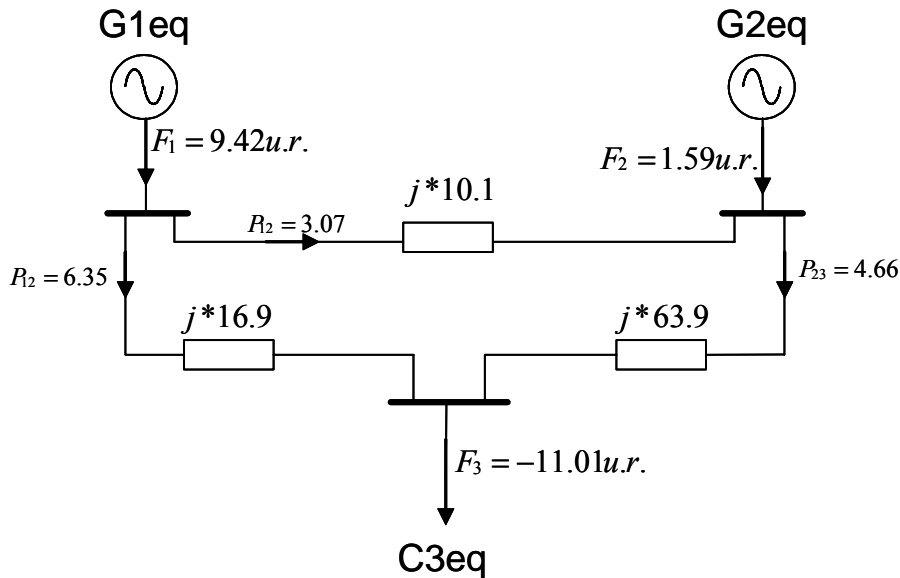 G1eq
G2eq
F₁ = 9.42u.r.
F₂ = 1.59u.r.
j*10.1
P₁₂ = 3.07
P₁₂ = 6.35
P₂₃ = 4.66
j*16.9
j*63.9
F₃ = −11.01u.r.
C3eq